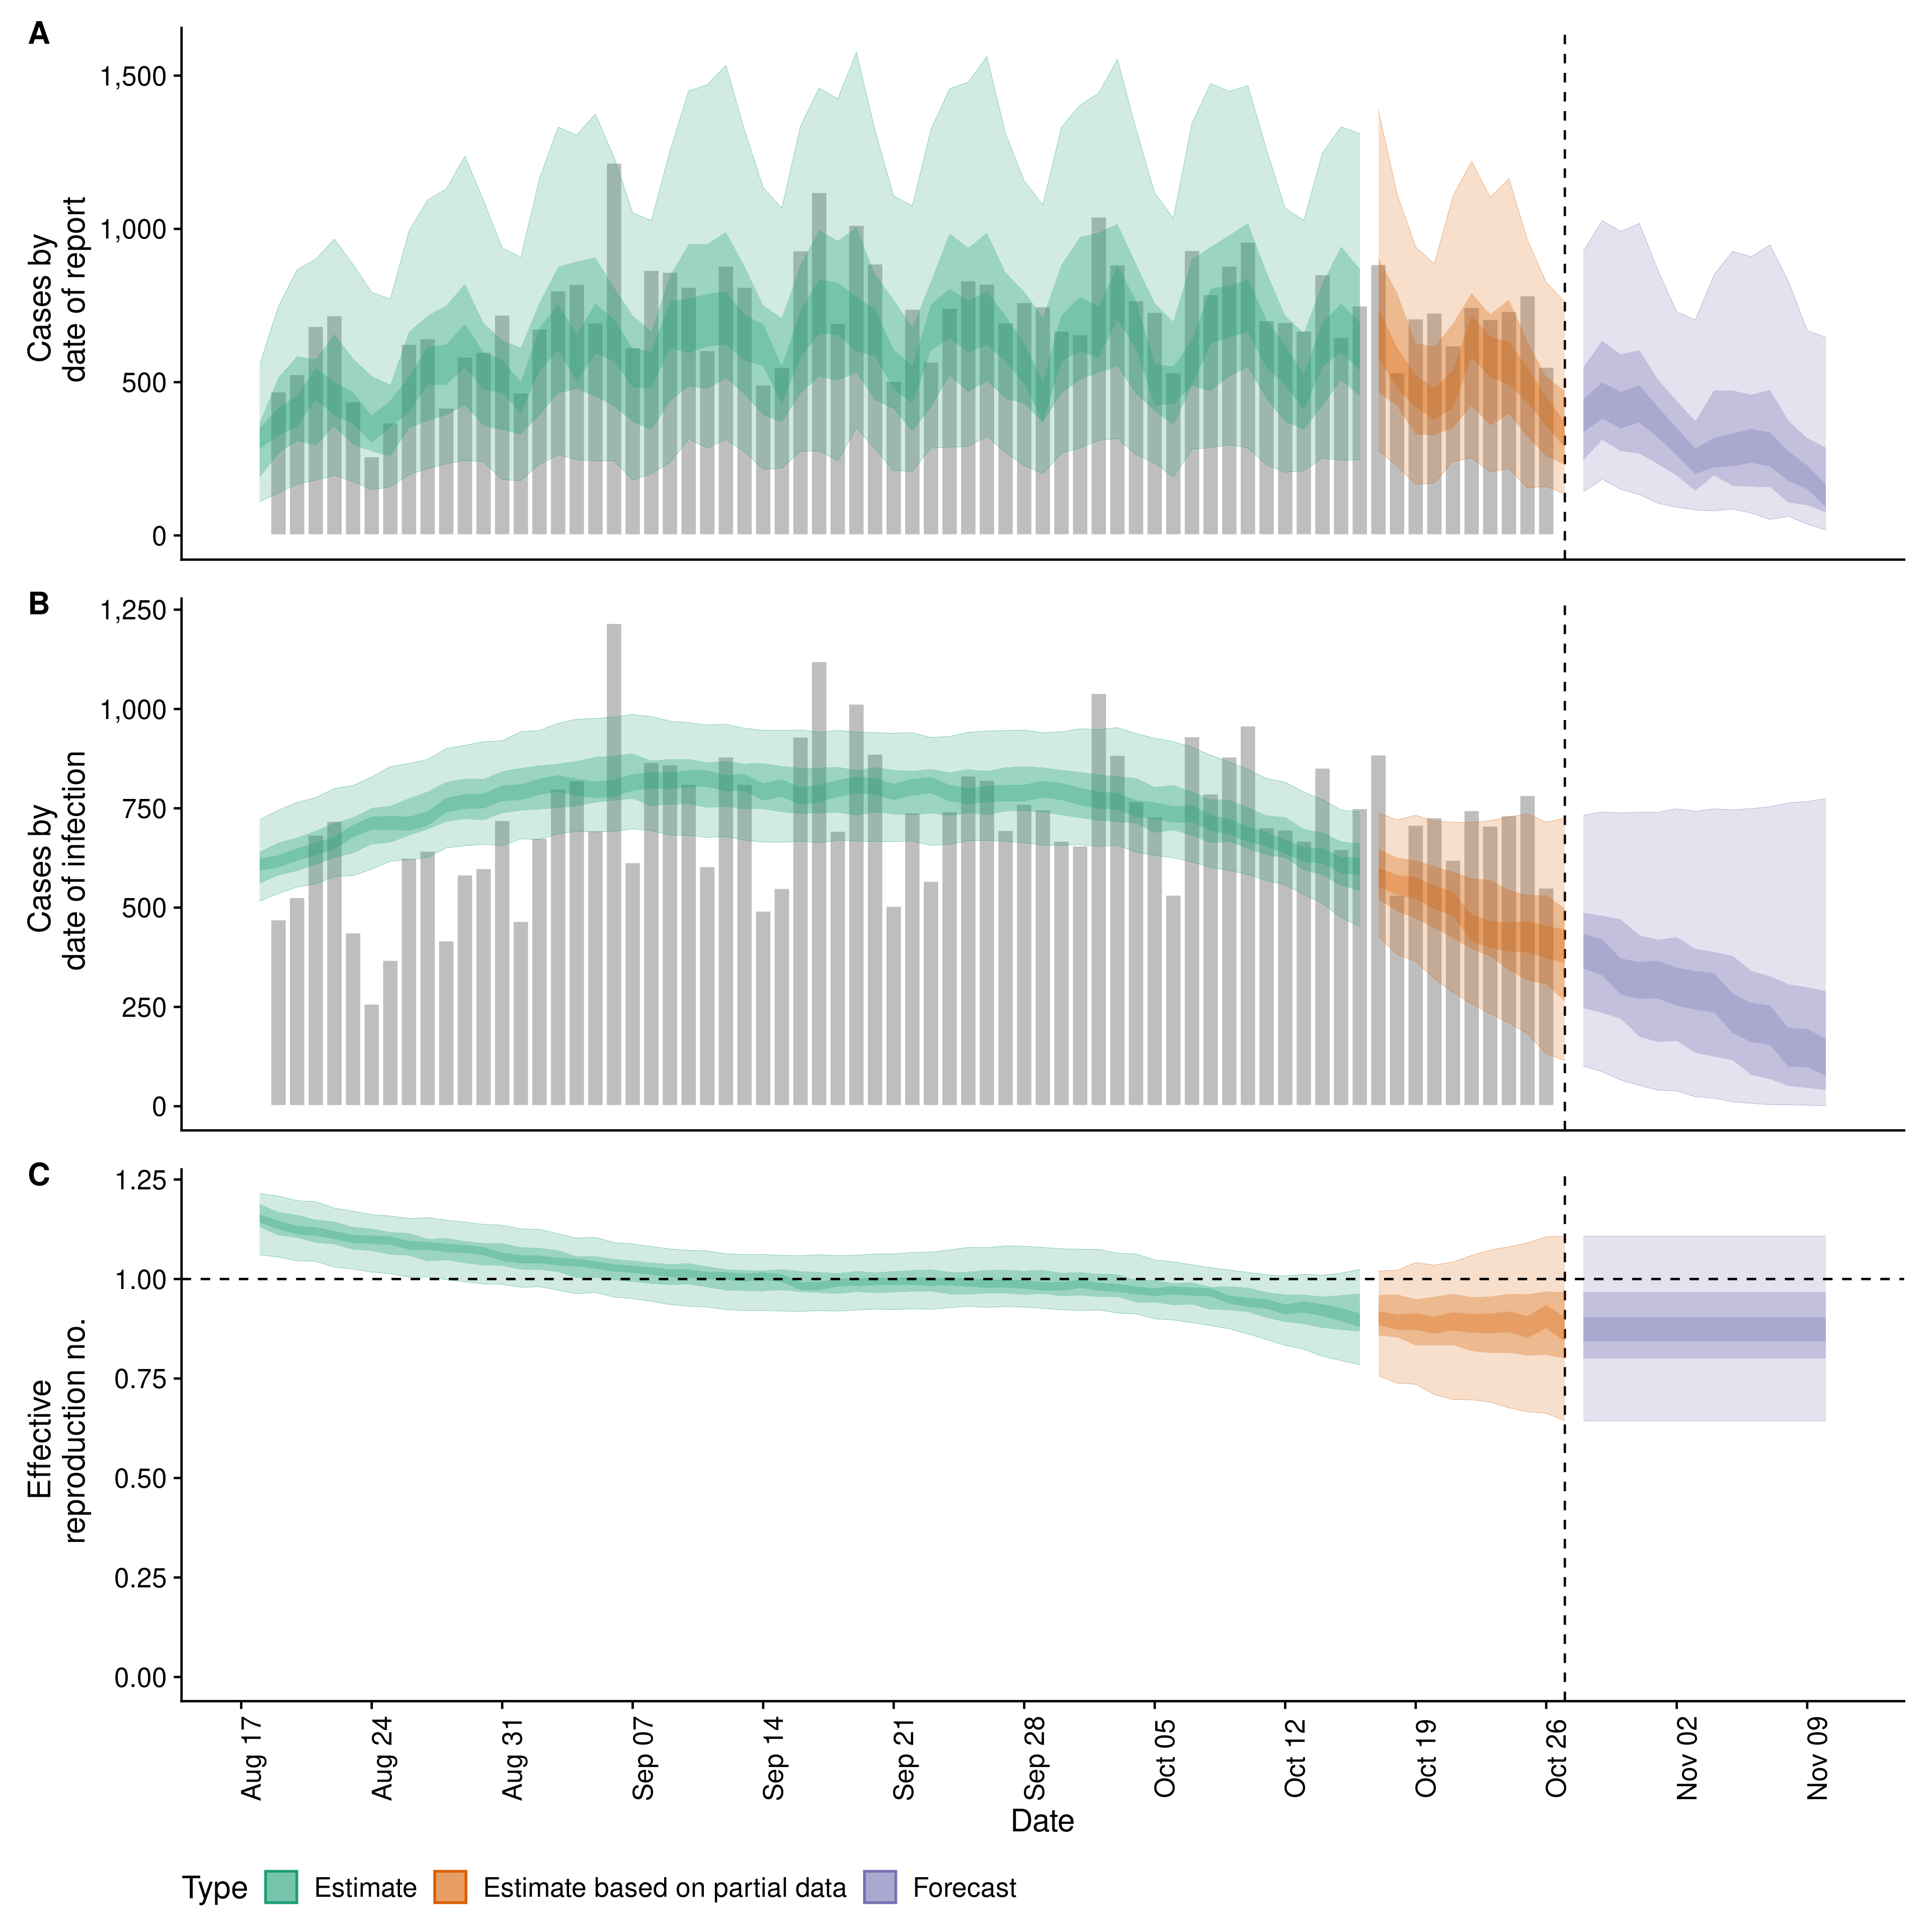 A
Cases by
date of report
1,500
1,000
500
0
B
Cases by
date of infection
1,250
1,000
750
500
250
0
C
Effective
reproduction no.
1.25
1.00
0.75
0.50
0.25
0.00
Aug 17
Aug 24
Aug 31
Sep 07
Sep 14
Sep 21
Sep 28
Oct 05
Oct 12
Oct 19
Oct 26
Nov 02
Nov 09
Date
Type Estimate Estimate based on partial data Forecast